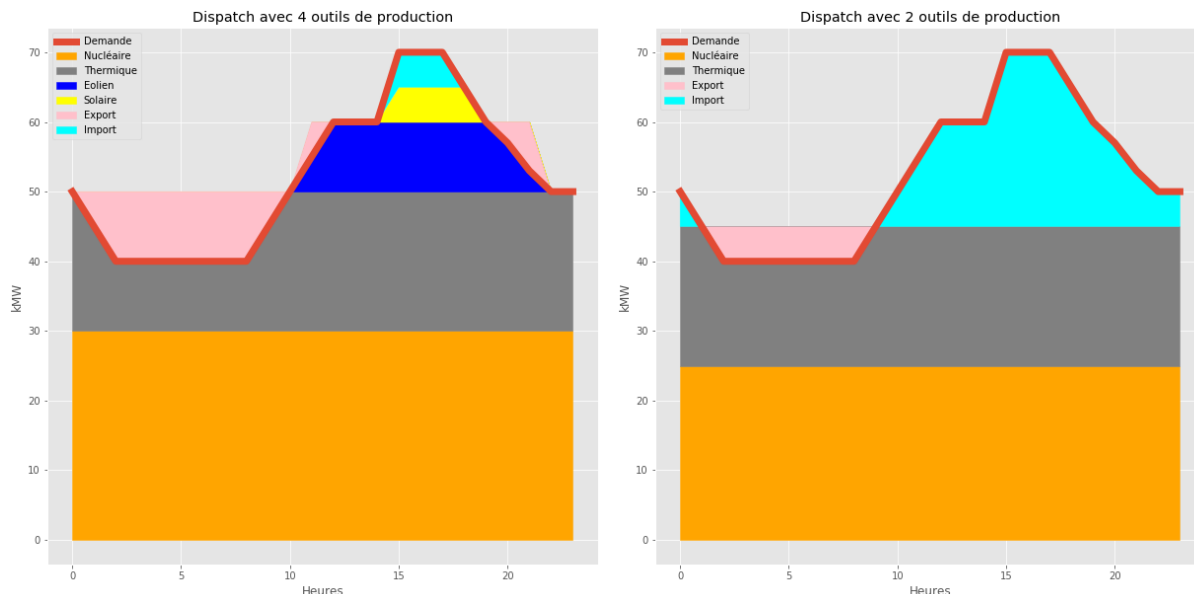 Dispatch avec 4 outils de production
Demande
Nucléaire
Thermique
Eolien
Solaire
Export
Import
70
60
50
40
30
20
10
0
kMW
0
5
10
15
20
Heures
Dispatch avec 2 outils de production
Demande
Nucléaire
Thermique
Export
Import
70
60
50
40
30
20
10
0
kMW
0
5
10
15
20
Heures